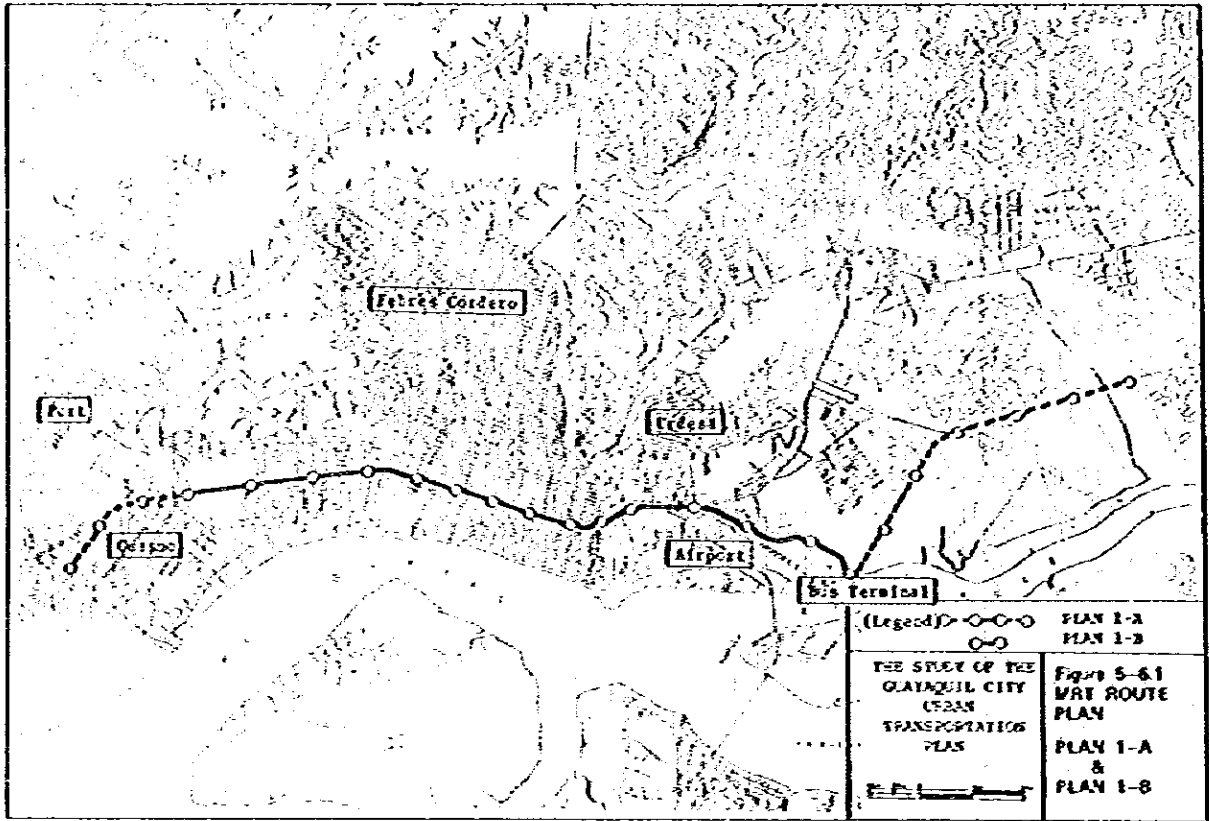 Febres Cordero
Port
Urdesa
Airport
Bus Terminal
(Legend)
PLAN 1-A
PLAN 1-B
THE STUDY OF THE
GUAYAQUIL CITY
URBAN
TRANSPORTATION
PLAN
Figure 5-6.1
MRT ROUTE
PLAN
PLAN 1-A
&
PLAN 1-B